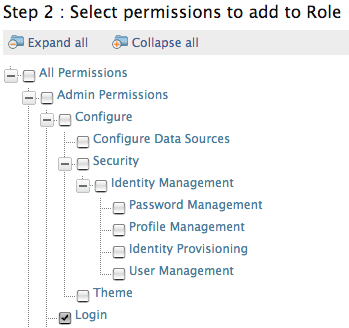 Step 2 : Select permissions to add to Role
Expand all Collapse all
All Permissions
Admin Permissions
Configure
Configure Data Sources
Security
Identity Management
Password Management
Profile Management
Identity Provisioning
User Management
Theme
Login